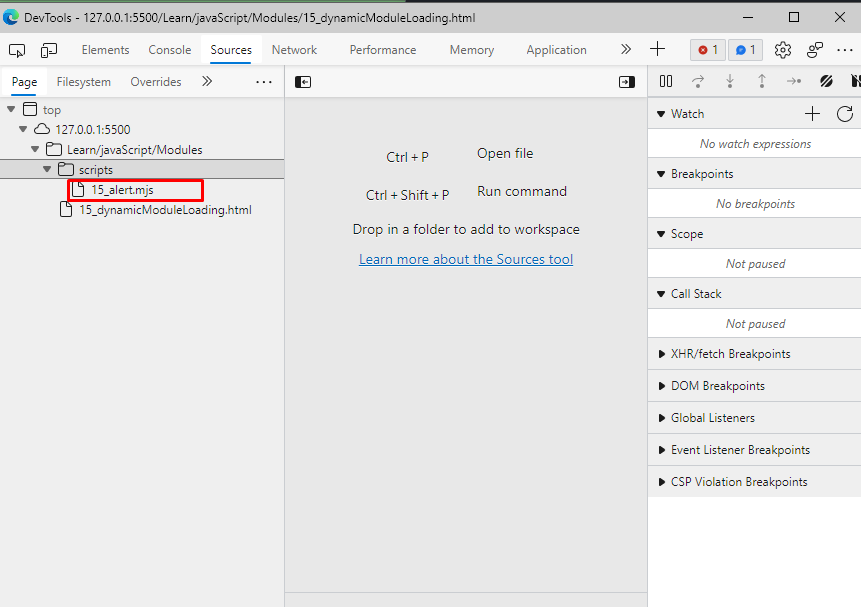 DevTools - 127.0.0.1:5500/Learn/javaScript/Modules/15_dynamicModuleLoading.html
Elements Console Sources Network Performance Memory Application 1 1
Page Filesystem Overrides
top
127.0.0.1:5500
Learn/javaScript/Modules
scripts
15_alert.mjs
15_dynamicModuleLoading.html
Ctrl + P Open file
Ctrl + Shift + P Run command
Drop in a folder to add to workspace
Learn more about the Sources tool
Watch
No watch expressions
Breakpoints
No breakpoints
Scope
Not paused
Call Stack
Not paused
XHR/fetch Breakpoints
DOM Breakpoints
Global Listeners
Event Listener Breakpoints
CSP Violation Breakpoints